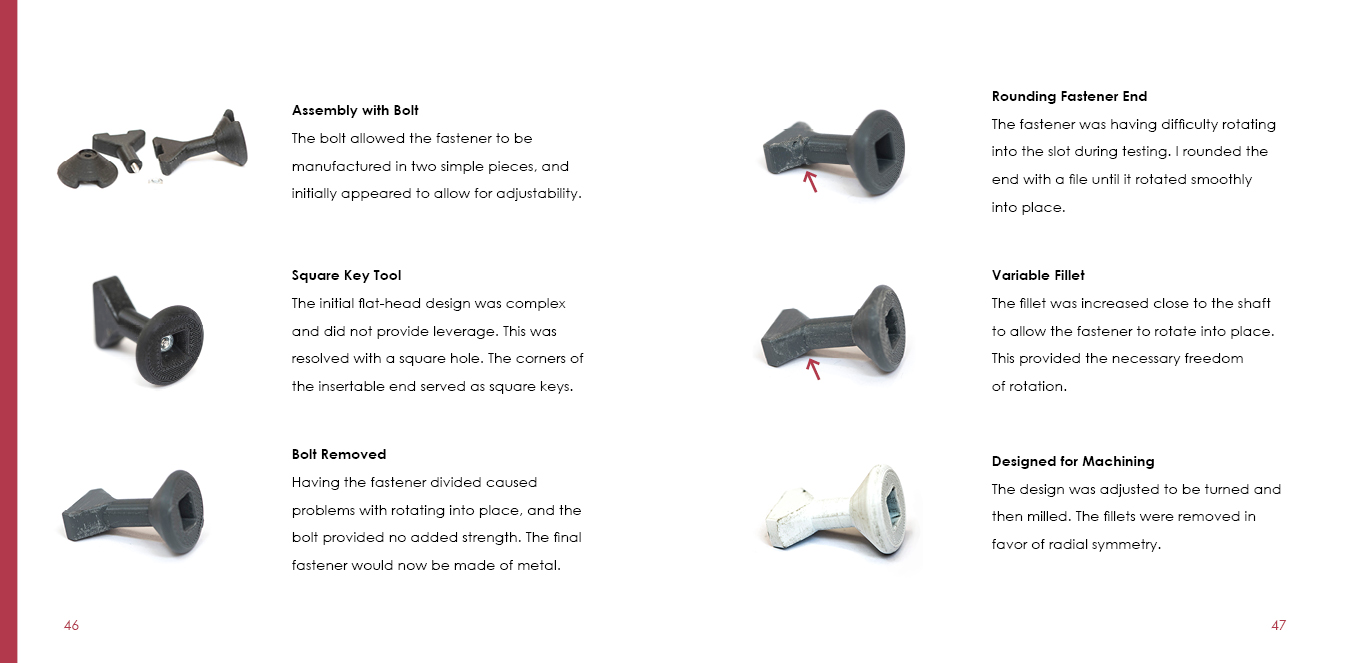 Assembly with Bolt
The bolt allowed the fastener to be
manufactured in two simple pieces, and
initially appeared to allow for adjustability.
Square Key Tool
The initial flat-head design was complex
and did not provide leverage. This was
resolved with a square hole. The corners of
the insertable end served as square keys.
Bolt Removed
Having the fastener divided caused
problems with rotating into place, and the
bolt provided no added strength. The final
fastener would now be made of metal.
46
Rounding Fastener End
The fastener was having difficulty rotating
into the slot during testing. I rounded the
end with a file until it rotated smoothly
into place.
Variable Fillet
The fillet was increased close to the shaft
to allow the fastener to rotate into place.
This provided the necessary freedom
of rotation.
Designed for Machining
The design was adjusted to be turned and
then milled. The fillets were removed in
favor of radial symmetry.
47